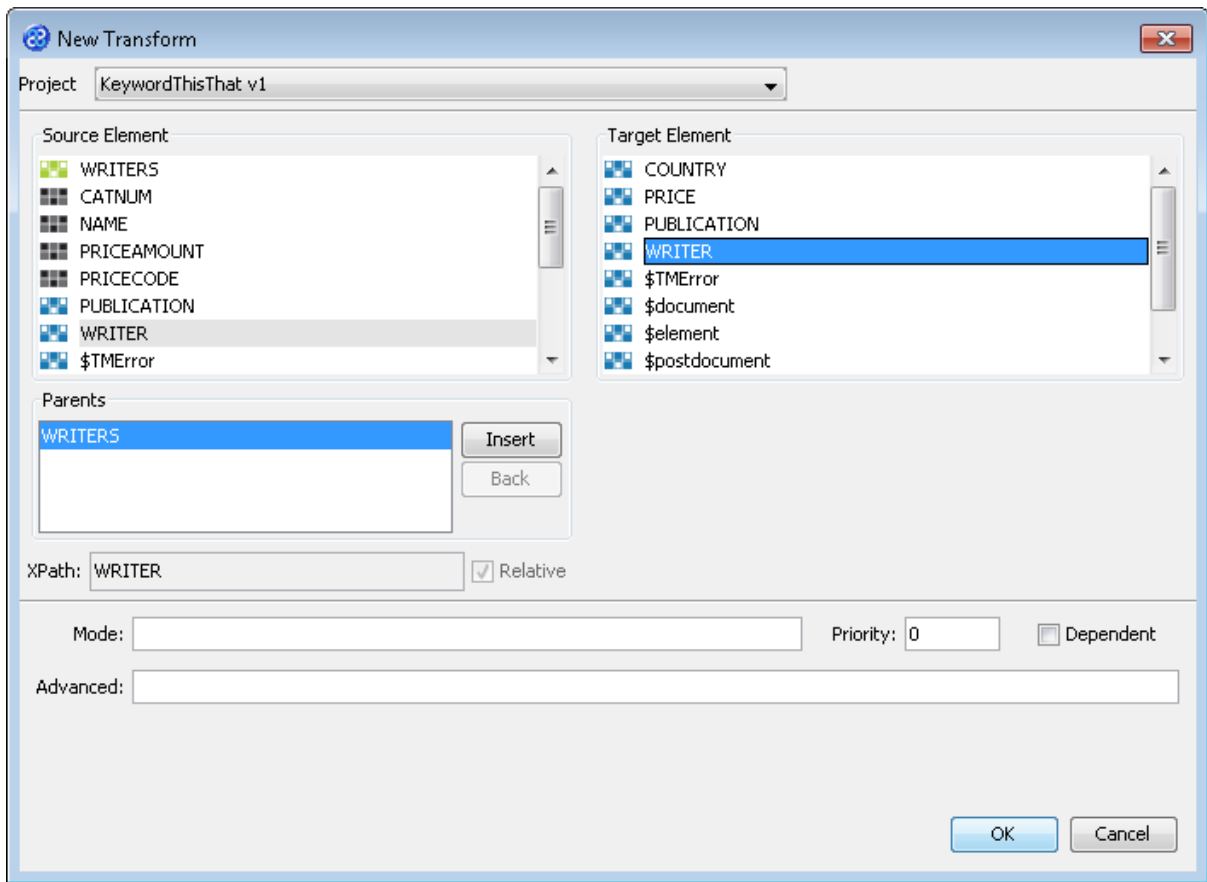 New Transform
Project KeywordThisThat v1
Source Element
WRITERS
CATNUM
NAME
PRICEAMOUNT
PRICECODE
PUBLICATION
WRITER
$TMError
Target Element
COUNTRY
PRICE
PUBLICATION
WRITER
$TMError
$document
$element
$postdocument
Parents
WRITERS
Insert
Back
XPath: WRITER Relative
Mode: Priority: 0 Dependent
Advanced:
OK Cancel